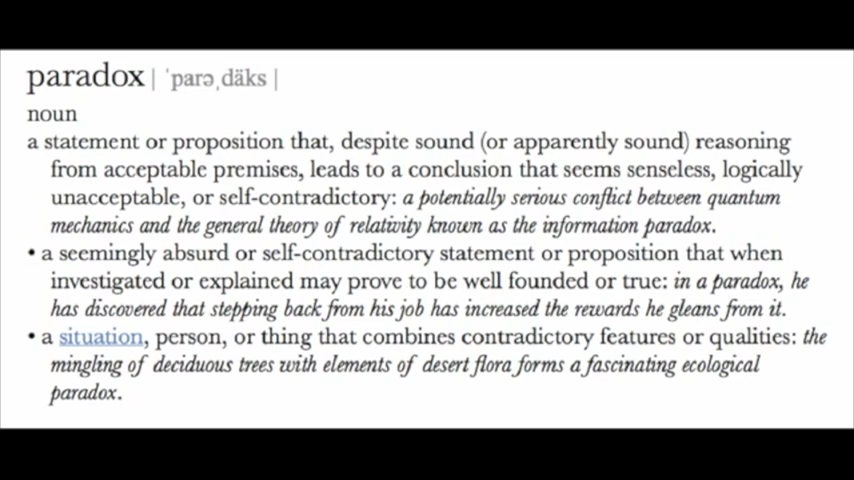 paradox | ˈparəˌdäks |
noun
a statement or proposition that, despite sound (or apparently sound) reasoning
from acceptable premises, leads to a conclusion that seems senseless, logically
unacceptable, or self-contradictory: a potentially serious conflict between quantum
mechanics and the general theory of relativity known as the information paradox.
• a seemingly absurd or self-contradictory statement or proposition that when
investigated or explained may prove to be well founded or true: in a paradox, he
has discovered that stepping back from his job has increased the rewards he gleans from it.
• a situation, person, or thing that combines contradictory features or qualities: the
mingling of deciduous trees with elements of desert flora forms a fascinating ecological
paradox.